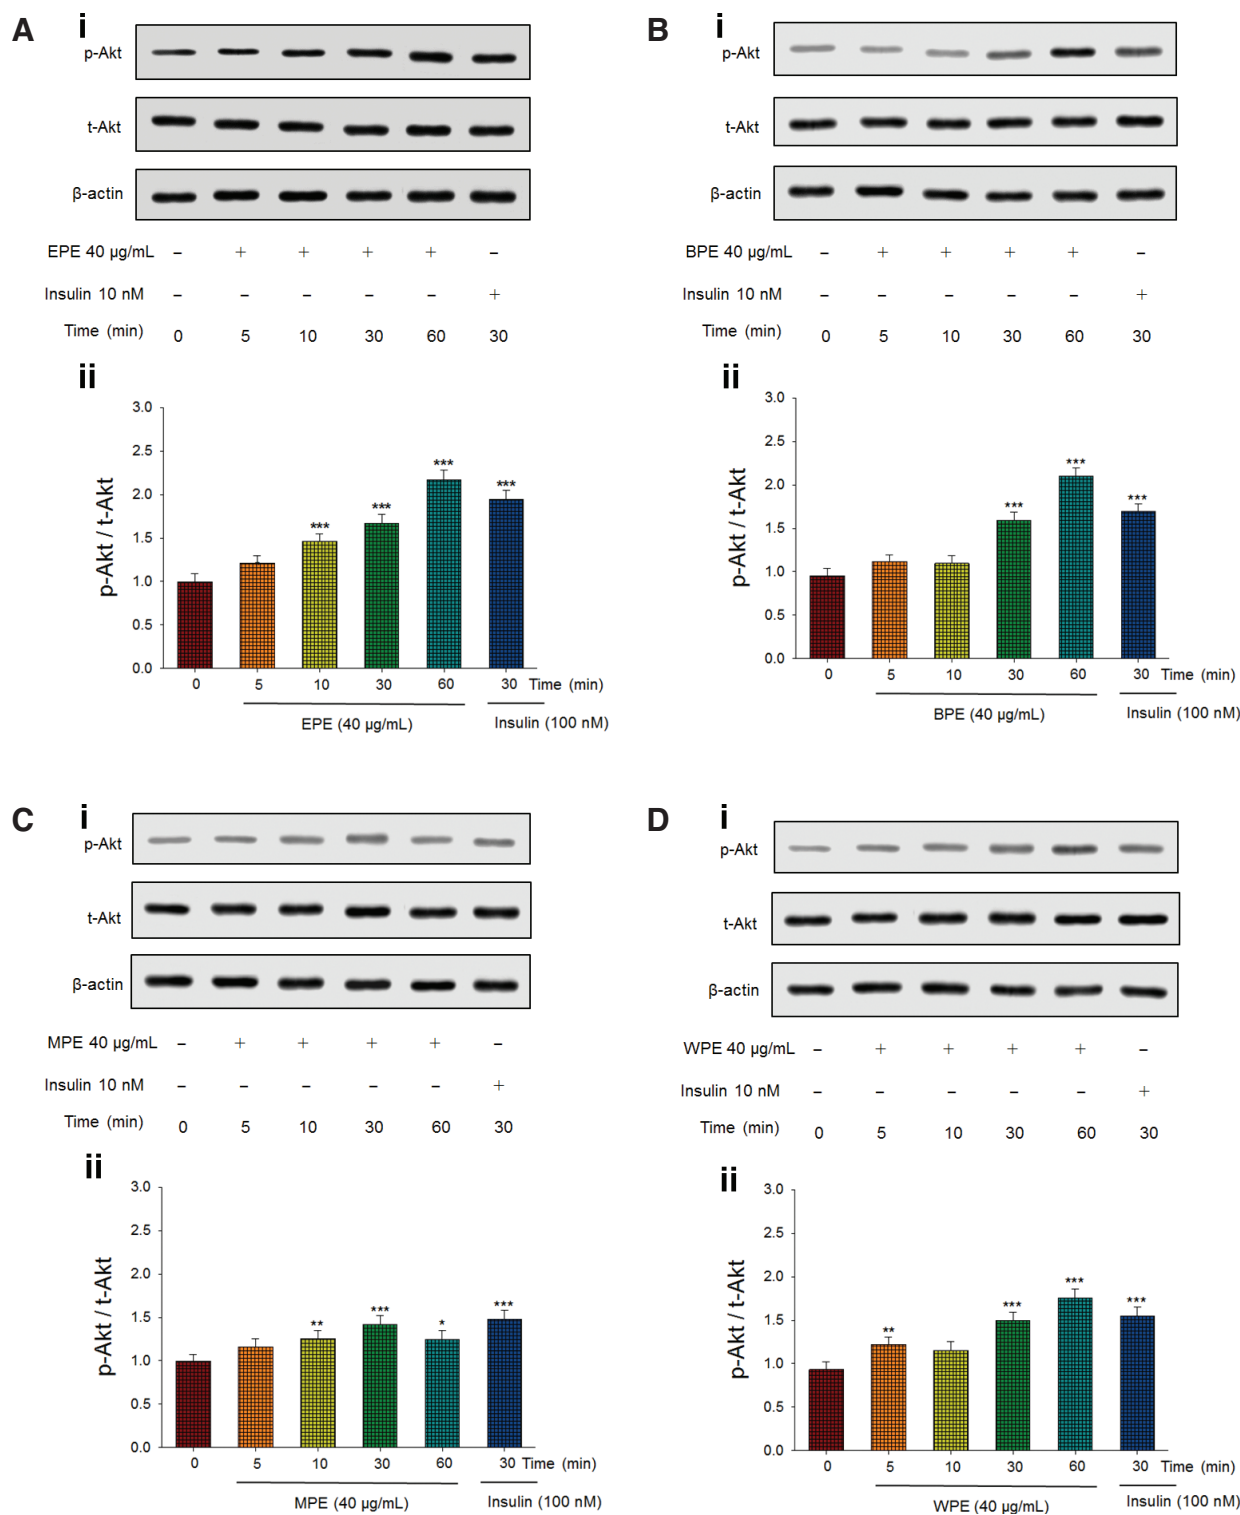 A
i
p-Akt
t-Akt
β-actin
EPE 40 µg/mL – + + + + –
Insulin 10 nM – – – – – +
Time (min) 0 5 10 30 60 30
ii
p-Akt / t-Akt
3.0
2.5
2.0
1.5
1.0
0.5
0.0
*** *** *** ***
0 5 10 30 60 30 Time (min)
EPE (40 µg/mL) Insulin (100 nM)
B
i
p-Akt
t-Akt
β-actin
BPE 40 µg/mL – + + + + –
Insulin 10 nM – – – – – +
Time (min) 0 5 10 30 60 30
ii
p-Akt / t-Akt
3.0
2.5
2.0
1.5
1.0
0.5
0.0
*** *** ***
0 5 10 30 60 30 Time (min)
BPE (40 µg/mL) Insulin (100 nM)
C
i
p-Akt
t-Akt
β-actin
MPE 40 µg/mL – + + + + –
Insulin 10 nM – – – – – +
Time (min) 0 5 10 30 60 30
ii
p-Akt / t-Akt
3.0
2.5
2.0
1.5
1.0
0.5
0.0
** *** * ***
0 5 10 30 60 30 Time (min)
MPE (40 µg/mL) Insulin (100 nM)
D
i
p-Akt
t-Akt
β-actin
WPE 40 µg/mL – + + + + –
Insulin 10 nM – – – – – +
Time (min) 0 5 10 30 60 30
ii
p-Akt / t-Akt
3.0
2.5
2.0
1.5
1.0
0.5
0.0
** *** *** ***
0 5 10 30 60 30 Time (min)
WPE (40 µg/mL) Insulin (100 nM)